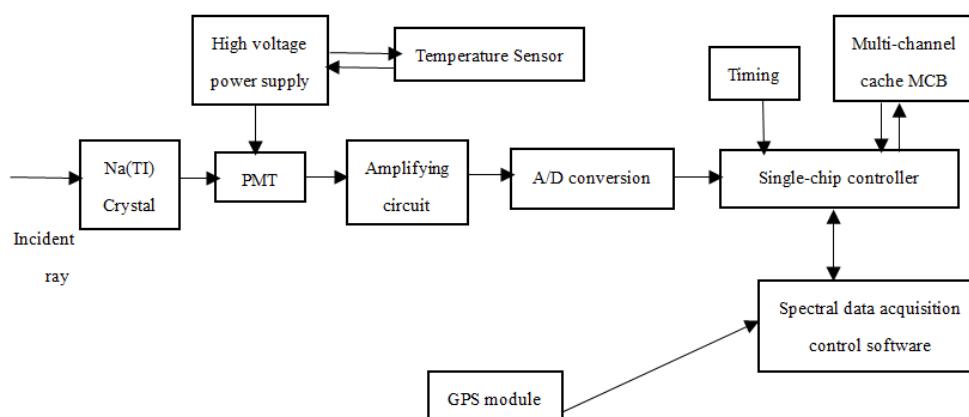 High voltage
power supply
Temperature Sensor
Timing
Multi-channel
cache MCB
Na(TI)
Crystal
PMT
Amplifying
circuit
A/D conversion
Single-chip controller
Incident
ray
Spectral data acquisition
control software
GPS module